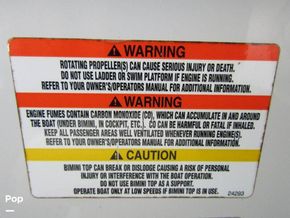 WARNING
ROTATING PROPELLER(S) CAN CAUSE SERIOUS INJURY OR DEATH.
DO NOT USE LADDER OR SWIM PLATFORM IF ENGINE IS RUNNING.
REFER TO YOUR OWNER'S/OPERATORS MANUAL FOR ADDITIONAL INFORMATION.
WARNING
ENGINE FUMES CONTAIN CARBON MONOXIDE (CO), WHICH CAN ACCUMULATE IN AND AROUND
THE BOAT (UNDER BIMINI, IN COCKPIT, ETC.). CO CAN BE HARMFUL OR FATAL IF INHALED.
KEEP ALL PASSENGER AREAS WELL VENTILATED WHENEVER RUNNING ENGINE(S).
REFER TO YOUR OWNER'S/OPERATORS MANUAL FOR ADDITIONAL INFORMATION.
CAUTION
BIMINI TOP CAN BREAK OR DISLODGE CAUSING A RISK OF PERSONAL
INJURY OR INTERFERENCE WITH THE BOAT OPERATION.
DO NOT USE BIMINI TOP AS A SUPPORT.
OPERATE BOAT ONLY AT LOW SPEEDS IF BIMINI TOP IS IN USE.
24293
Pop